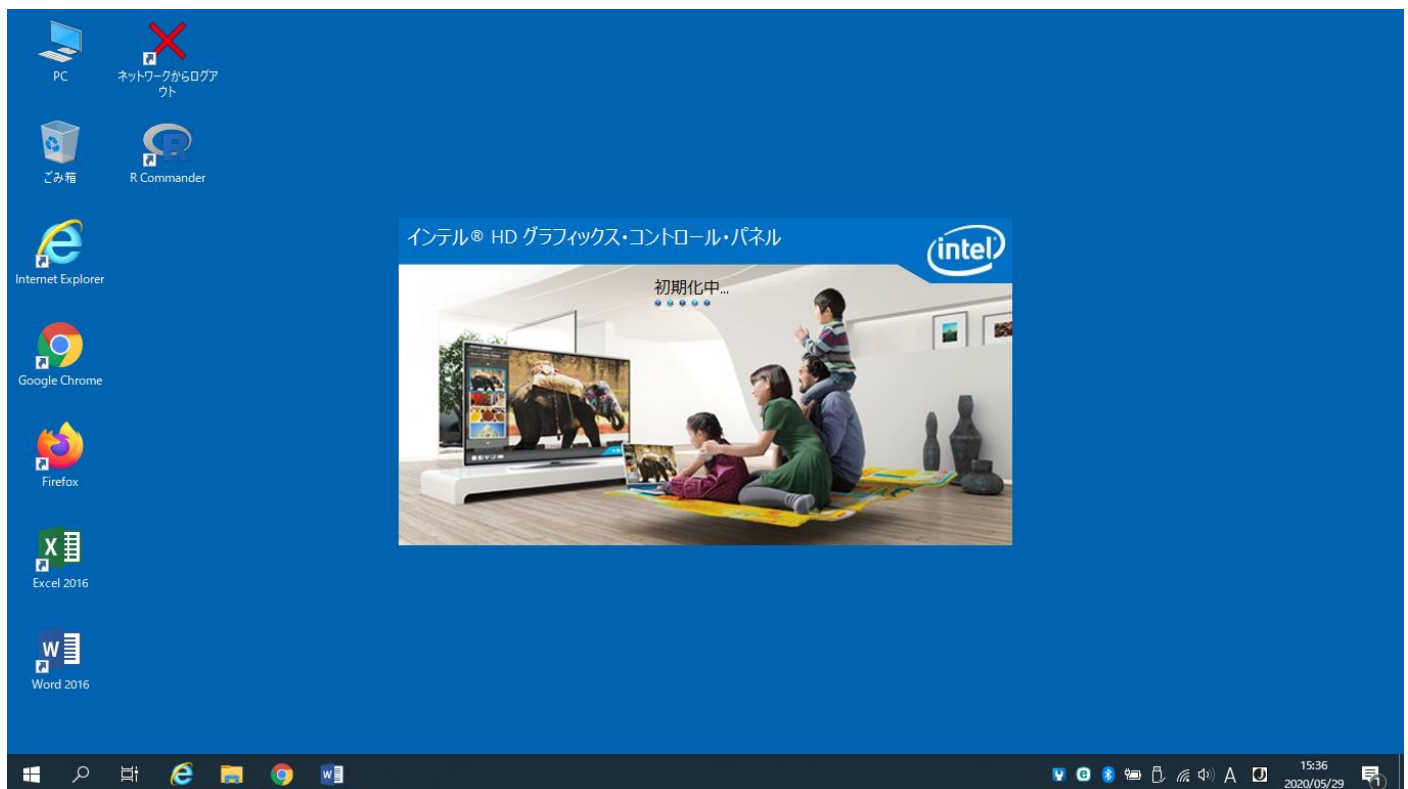 PC
ネットワークからログア
ウト
ごみ箱
R Commander
Internet Explorer
Google Chrome
Firefox
Excel 2016
Word 2016
インテル® HD グラフィックス・コントロール・パネル
intel
初期化中...
A
15:36
2020/05/29
1